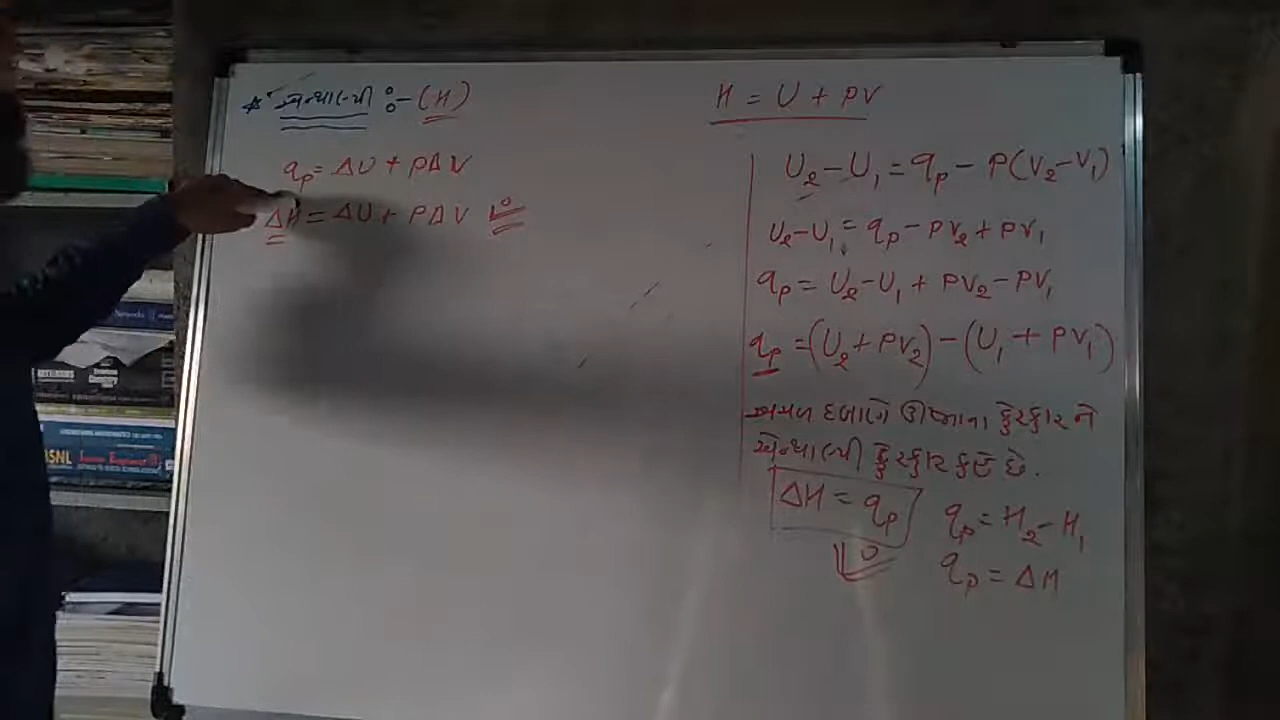 * એન્થાલ્પી :- (H)
qp = ΔU + PΔV
ΔH = ΔU + PΔV
H = U + PV
U2 - U1 = qp - P(V2 - V1)
U2 - U1 = qp - PV2 + PV1
qp = U2 - U1 + PV2 - PV1
qp = (U2 + PV2) - (U1 + PV1)
અચળ દબાણે ઊષ્માના ફેરફાર ને
એન્થાલ્પી ફેરફાર કહે છે.
ΔH = qp
qp = H2 - H1
qp = ΔH
BSNL